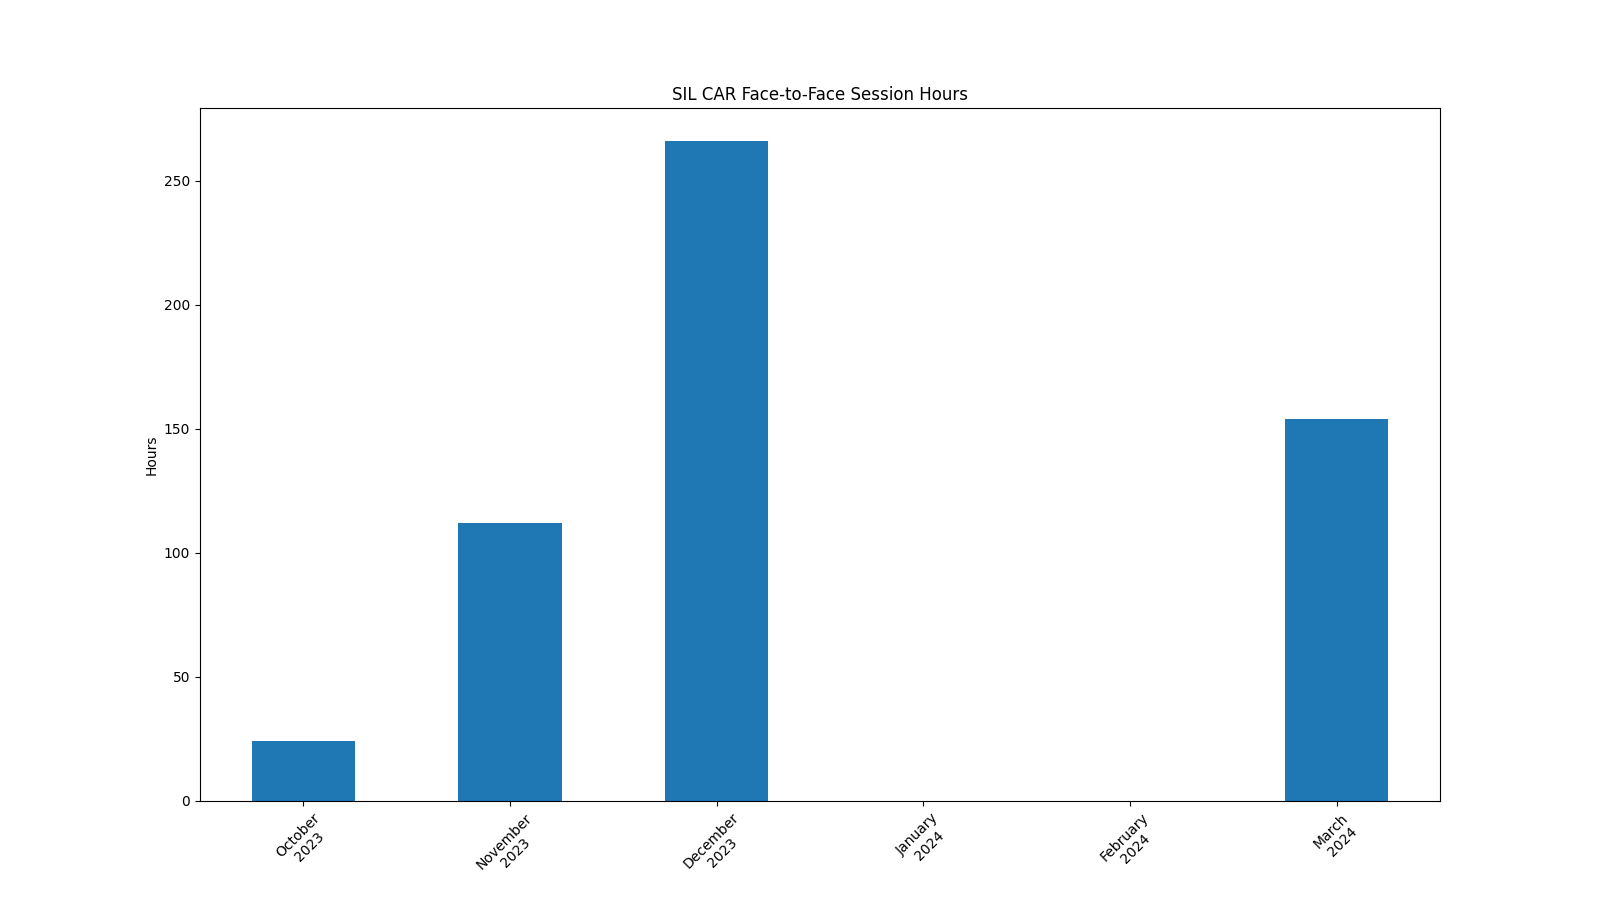 SIL CAR Face-to-Face Session Hours
Hours
250
200
150
100
50
0
October
2023
November
2023
December
2023
January
2024
February
2024
March
2024